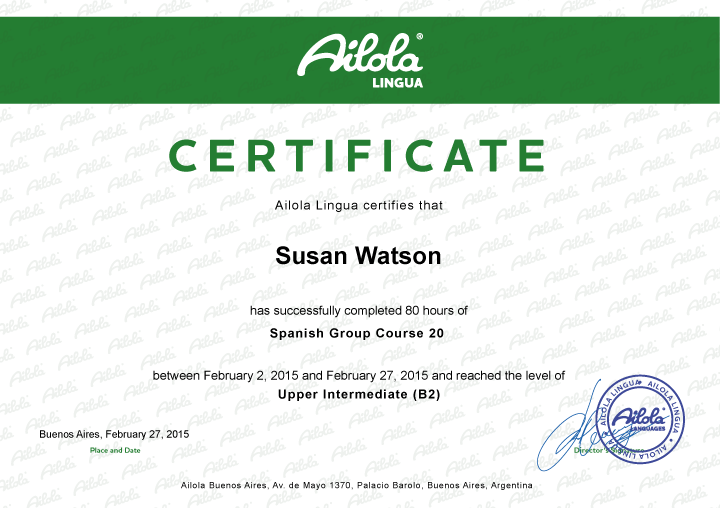 Ailola®
LINGUA
CERTIFICATE
Ailola Lingua certifies that
Susan Watson
has successfully completed 80 hours of
Spanish Group Course 20
between February 2, 2015 and February 27, 2015 and reached the level of
Upper Intermediate (B2)
Buenos Aires, February 27, 2015
Place and Date
Director's
AILOLA LINGUA • AILOLA LINGUA • AILOLA LINGUA
Ailola
LANGUAGES
Ailola Buenos Aires, Av. de Mayo 1370, Palacio Barolo, Buenos Aires, Argentina